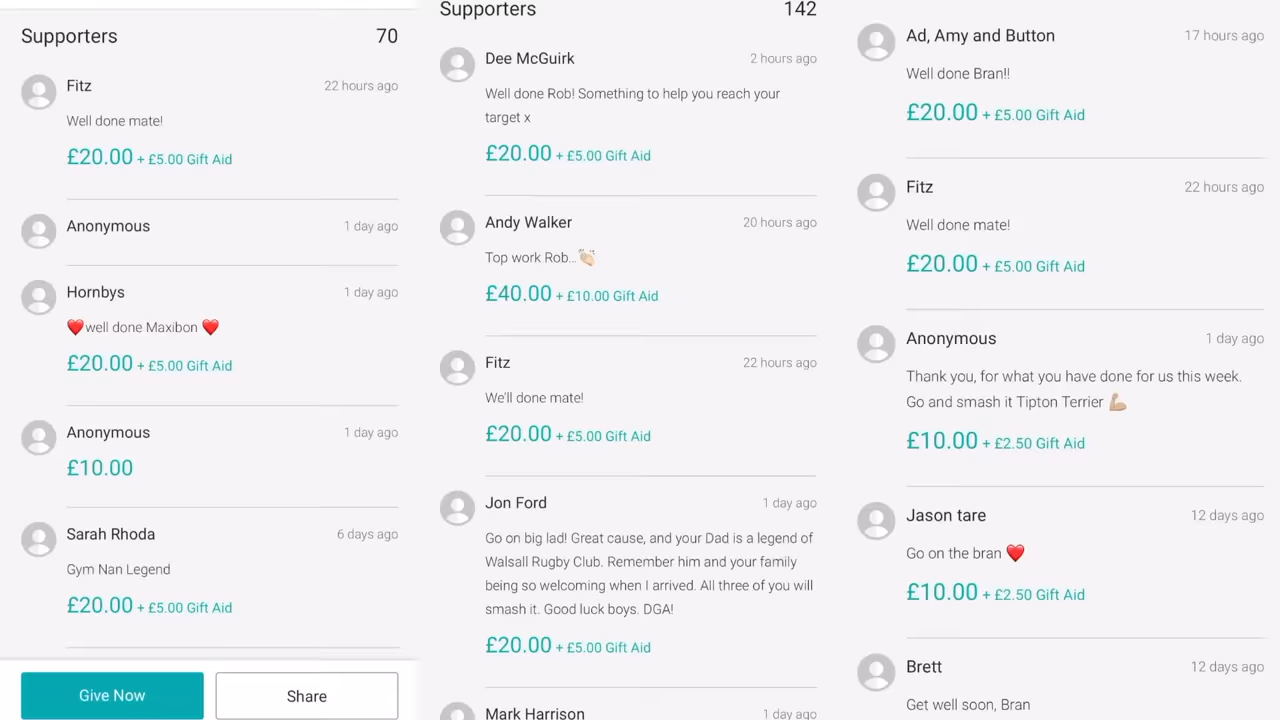 Supporters 70
Fitz 22 hours ago
Well done mate!
£20.00 + £5.00 Gift Aid
Anonymous 1 day ago
Hornbys 1 day ago
❤️well done Maxibon ❤️
£20.00 + £5.00 Gift Aid
Anonymous 1 day ago
£10.00
Sarah Rhoda 6 days ago
Gym Nan Legend
£20.00 + £5.00 Gift Aid
Give Now Share
Supporters 142
Dee McGuirk 2 hours ago
Well done Rob! Something to help you reach your
target x
£20.00 + £5.00 Gift Aid
Andy Walker 20 hours ago
Top work Rob…👏🏻
£40.00 + £10.00 Gift Aid
Fitz 22 hours ago
We'll done mate!
£20.00 + £5.00 Gift Aid
Jon Ford 1 day ago
Go on big lad! Great cause, and your Dad is a legend of
Walsall Rugby Club. Remember him and your family
being so welcoming when I arrived. All three of you will
smash it. Good luck boys. DGA!
£20.00 + £5.00 Gift Aid
Mark Harrison 1 day ago
Ad, Amy and Button 17 hours ago
Well done Bran!!
£20.00 + £5.00 Gift Aid
Fitz 22 hours ago
Well done mate!
£20.00 + £5.00 Gift Aid
Anonymous 1 day ago
Thank you, for what you have done for us this week.
Go and smash it Tipton Terrier 💪🏼
£10.00 + £2.50 Gift Aid
Jason tare 12 days ago
Go on the bran ❤️
£10.00 + £2.50 Gift Aid
Brett 12 days ago
Get well soon, Bran